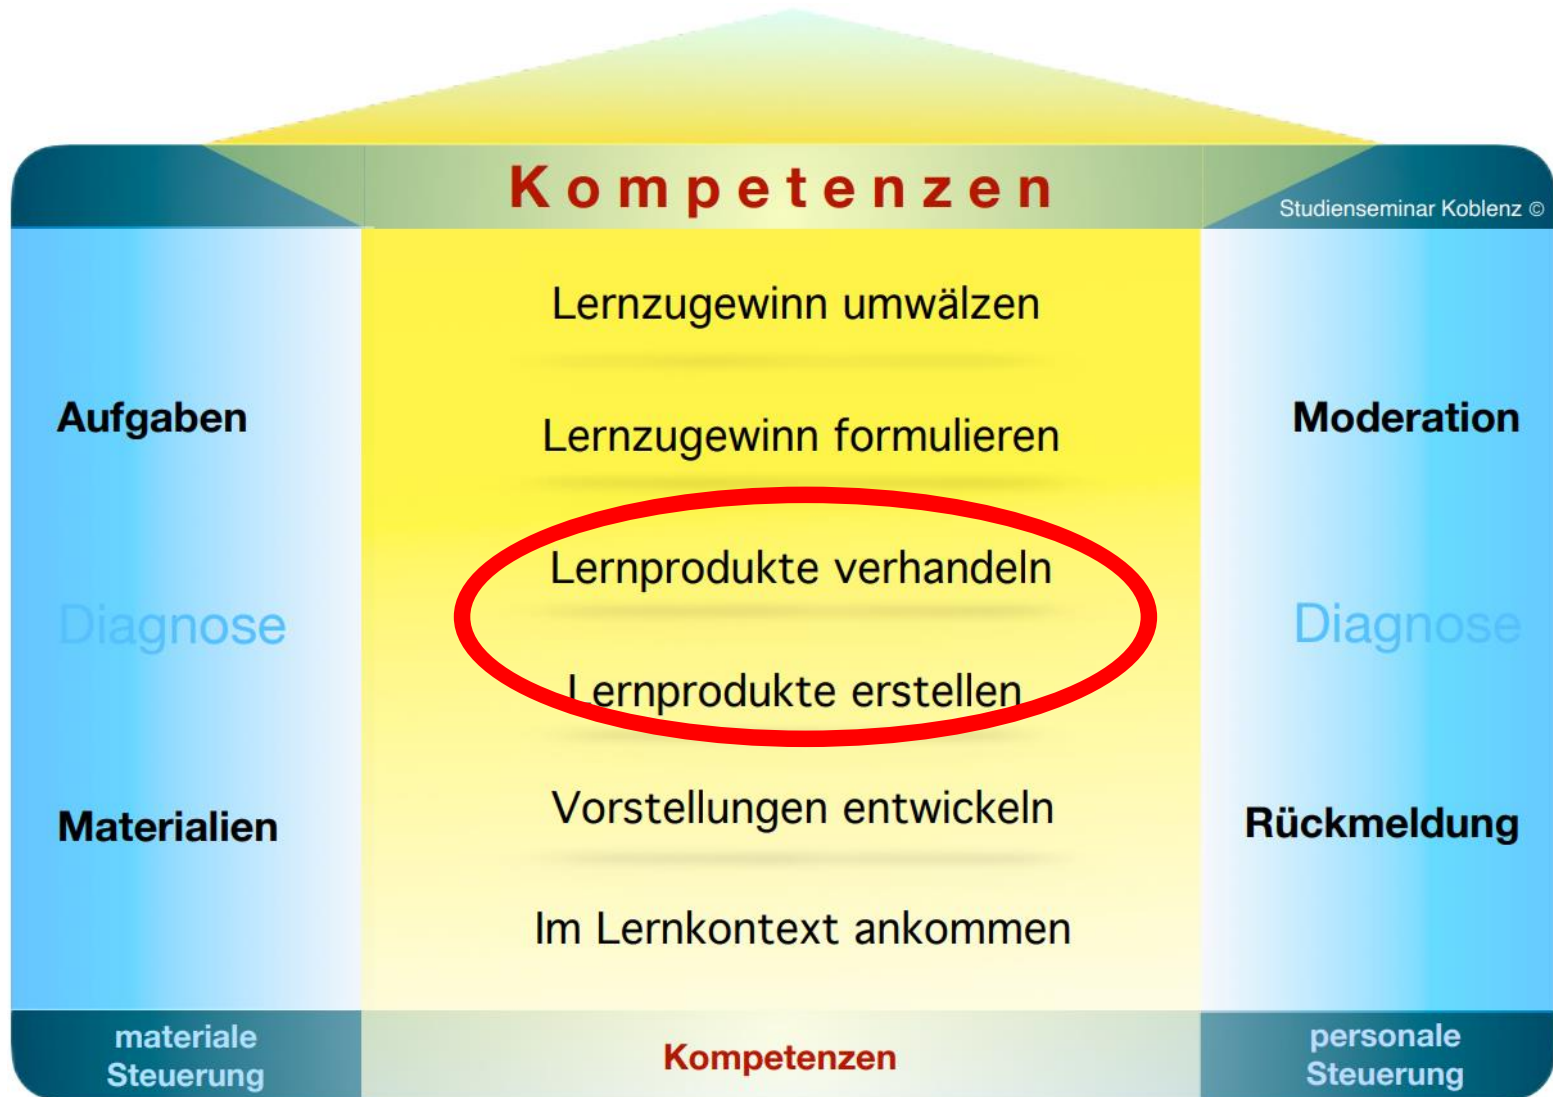 Kompetenzen
Studienseminar Koblenz ©
Lernzugewinn umwälzen
Aufgaben
Lernzugewinn formulieren
Moderation
Lernprodukte verhandeln
Diagnose
Diagnose
Lernprodukte erstellen
Materialien
Vorstellungen entwickeln
Rückmeldung
Im Lernkontext ankommen
materiale
Steuerung
Kompetenzen
personale
Steuerung